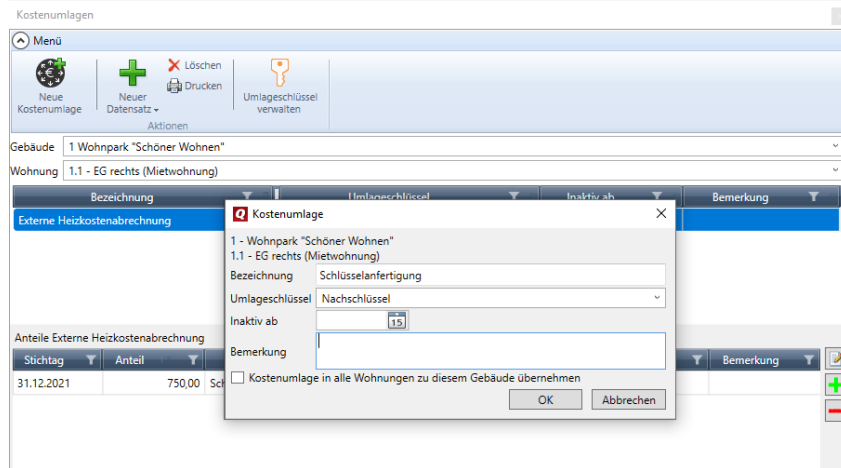 Kostenumlagen
Menü
Neue Kostenumlage
Neuer Datensatz
Löschen
Drucken
Umlageschlüssel verwalten
Aktionen
Gebäude 1 Wohnpark "Schöner Wohnen"
Wohnung 1.1 - EG rechts (Mietwohnung)
Bezeichnung Umlageschlüssel Inaktiv ab Bemerkung
Externe Heizkostenabrechnung
Kostenumlage
1 - Wohnpark "Schöner Wohnen"
1.1 - EG rechts (Mietwohnung)
Bezeichnung Schlüsselanfertigung
Umlageschlüssel Nachschlüssel
Inaktiv ab 15
Bemerkung
Kostenumlage in alle Wohnungen zu diesem Gebäude übernehmen
OK Abbrechen
Anteile Externe Heizkostenabrechnung
Stichtag Anteil Bemerkung
31.12.2021 750,00